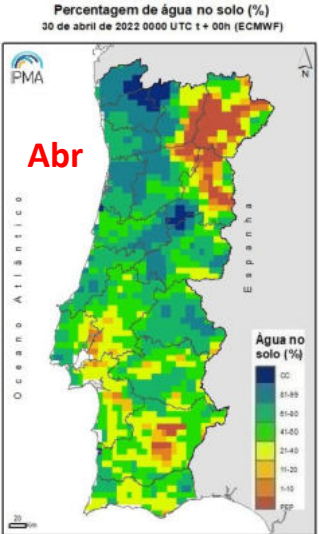 Percentagem de água no solo (%)
30 de abril de 2022 0000 UTC t + 00h (ECMWF)
IPMA
N
Abr
Oceano Atlântico
Espanha
Água no
solo (%)
CC
81-99
61-80
41-60
21-40
11-20
1-10
PEP
20
Km